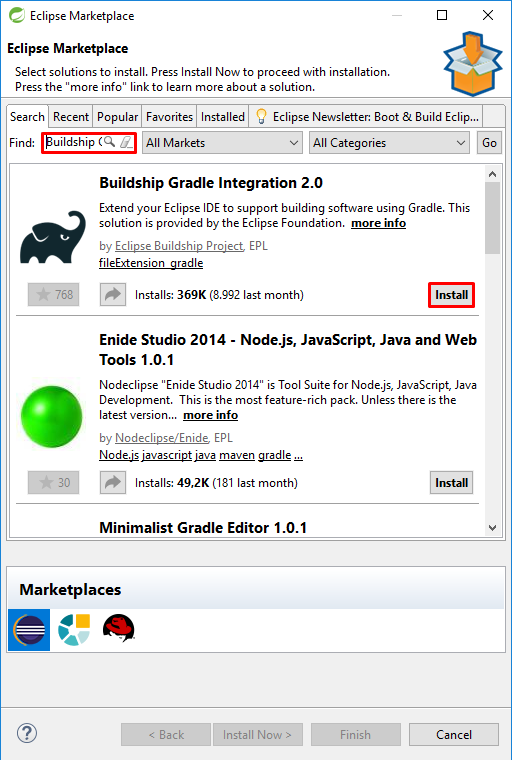 Eclipse Marketplace
Eclipse Marketplace
Select solutions to install. Press Install Now to proceed with installation.
Press the "more info" link to learn more about a solution.
Search Recent Popular Favorites Installed Eclipse Newsletter: Boot & Build Eclip...
Find: Buildship All Markets All Categories Go
Buildship Gradle Integration 2.0
Extend your Eclipse IDE to support building software using Gradle. This
solution is provided by the Eclipse Foundation. more info
by Eclipse Buildship Project, EPL
fileExtension_gradle
768 Installs: 369K (8.992 last month) Install
Enide Studio 2014 - Node.js, JavaScript, Java and Web
Tools 1.0.1
Nodeclipse "Enide Studio 2014" is Tool Suite for Node.js, JavaScript, Java
Development. This is the most feature-rich pack. Unless there is the
latest version... more info
by Nodeclipse/Enide, EPL
Node.js javascript java maven gradle ...
30 Installs: 49,2K (181 last month) Install
Minimalist Gradle Editor 1.0.1
Marketplaces
? < Back Install Now > Finish Cancel